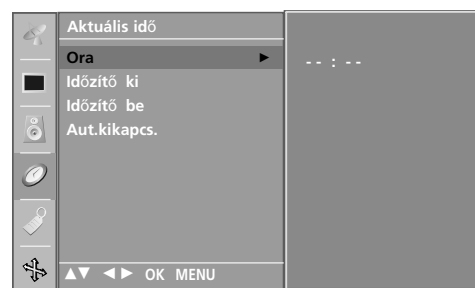 Aktuális idő
Ora ►
- - : - -
Időzítő ki
Időzítő be
Aut.kikapcs.
▲▼ ◄► OK MENU